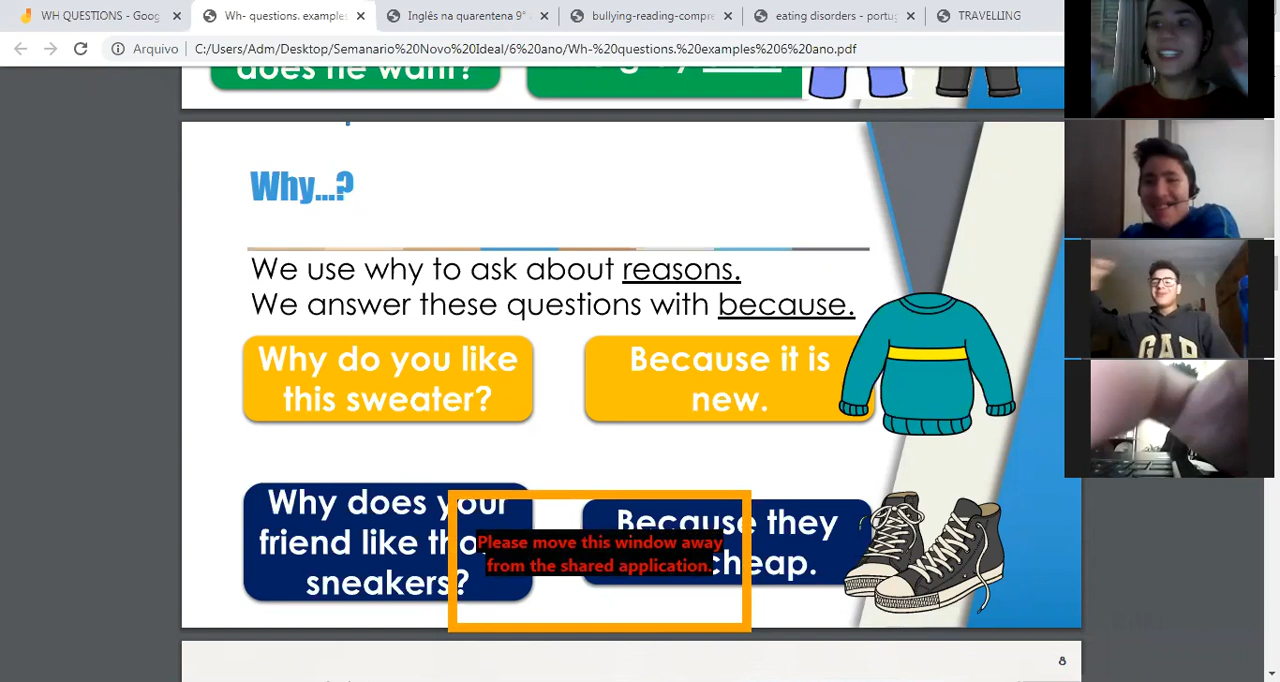 WH QUESTIONS - Goog
Wh- questions. example
Inglês na quarentena 9°
bullying-reading-compre
eating disorders - portu
TRAVELLING
Arquivo
C:/Users/Adm/Desktop/Semanario%20Novo%20Ideal/6%20ano/Wh-%20questions.%20examples%206%20ano.pdf
does he want?
Why...?
We use why to ask about reasons.
We answer these questions with because.
Why do you like
this sweater?
Because it is
new.
Why does your
friend like tho
sneakers?
Because they
cheap.
Please move this window away
from the shared application.
GAP
8